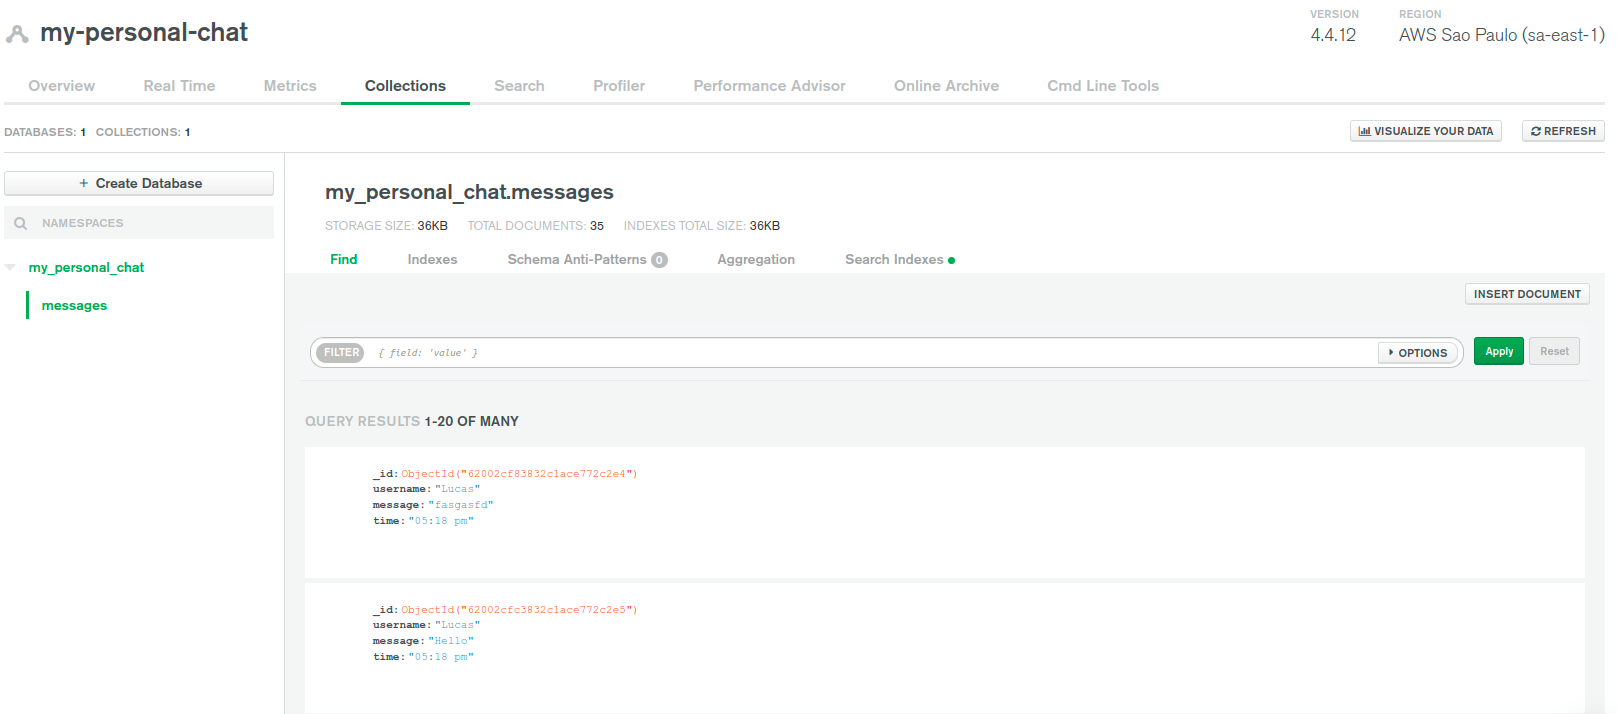 my-personal-chat
VERSION
4.4.12
REGION
AWS Sao Paulo (sa-east-1)
Overview Real Time Metrics Collections Search Profiler Performance Advisor Online Archive Cmd Line Tools
DATABASES: 1 COLLECTIONS: 1
VISUALIZE YOUR DATA
REFRESH
+ Create Database
NAMESPACES
my_personal_chat
messages
my_personal_chat.messages
STORAGE SIZE: 36KB TOTAL DOCUMENTS: 35 INDEXES TOTAL SIZE: 36KB
Find Indexes Schema Anti-Patterns 0 Aggregation Search Indexes
INSERT DOCUMENT
FILTER { field: 'value' } OPTIONS Apply Reset
QUERY RESULTS 1-20 OF MANY
_id: ObjectId("62002cf83832c1ace772c2e4")
username: "Lucas"
message: "fasgasfd"
time: "05:18 pm"
_id: ObjectId("62002cfc3832c1ace772c2e5")
username: "Lucas"
message: "Hello"
time: "05:18 pm"